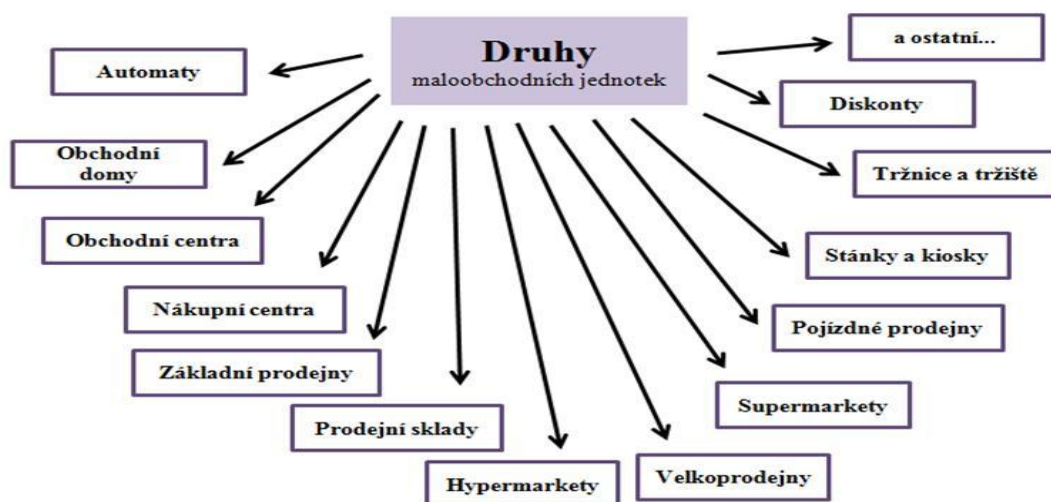 Druhy
maloobchodních jednotek
Automaty
Obchodní
domy
Obchodní centra
Nákupní centra
Základní prodejny
Prodejní sklady
Hypermarkety
Velkoprodejny
Supermarkety
Pojízdné prodejny
Stánky a kiosky
Tržnice a tržiště
Diskonty
a ostatní...